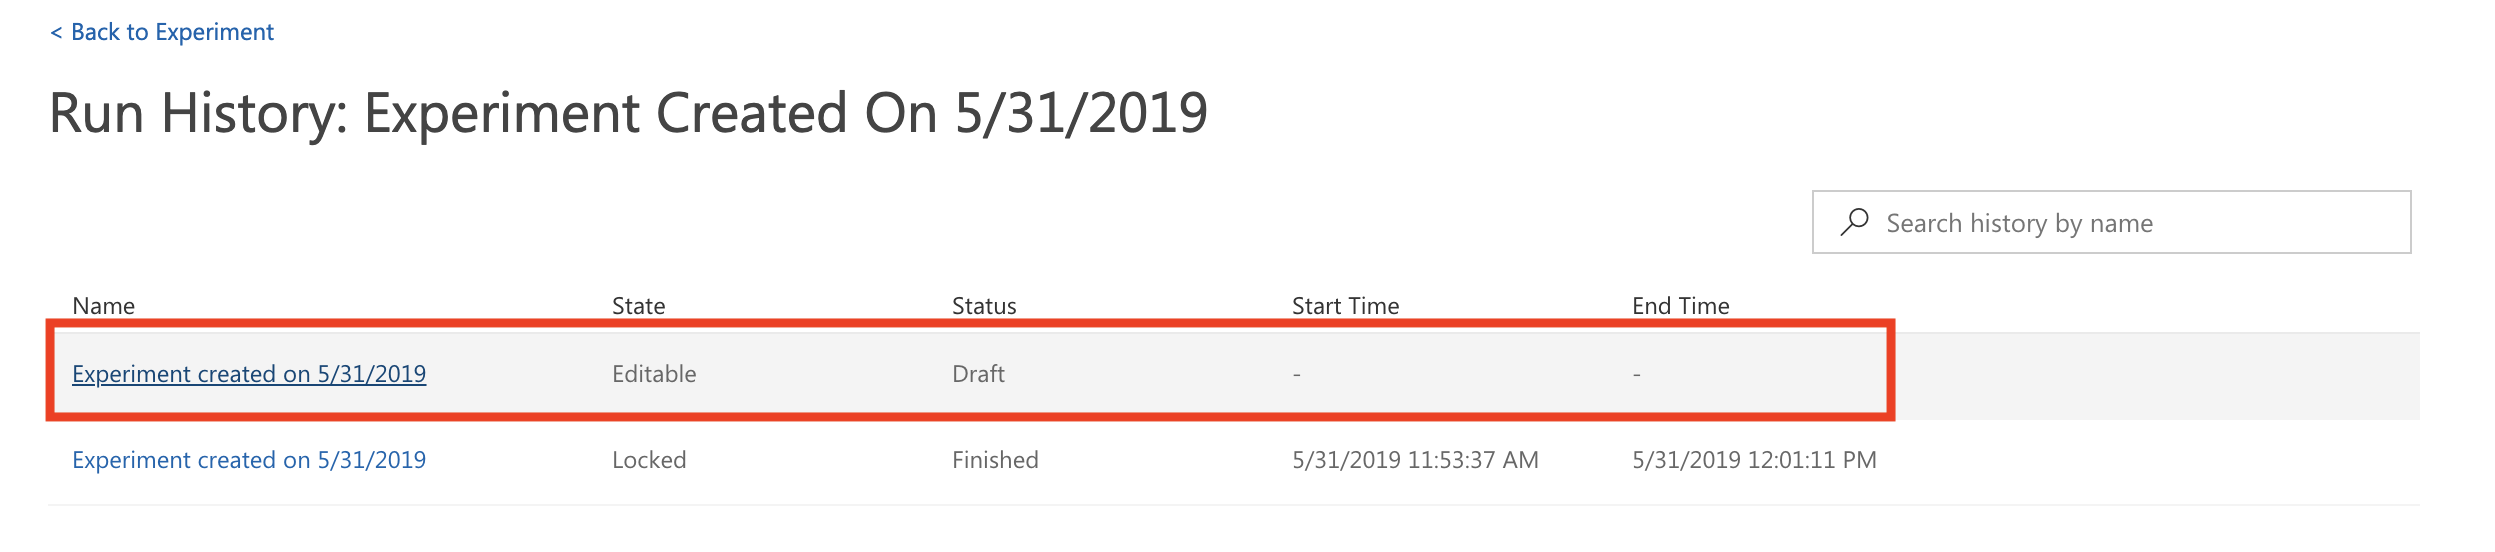 < Back to Experiment
Run History: Experiment Created On 5/31/2019
Search history by name
Name State Status Start Time End Time
Experiment created on 5/31/2019 Editable Draft - -
Experiment created on 5/31/2019 Locked Finished 5/31/2019 11:53:37 AM 5/31/2019 12:01:11 PM